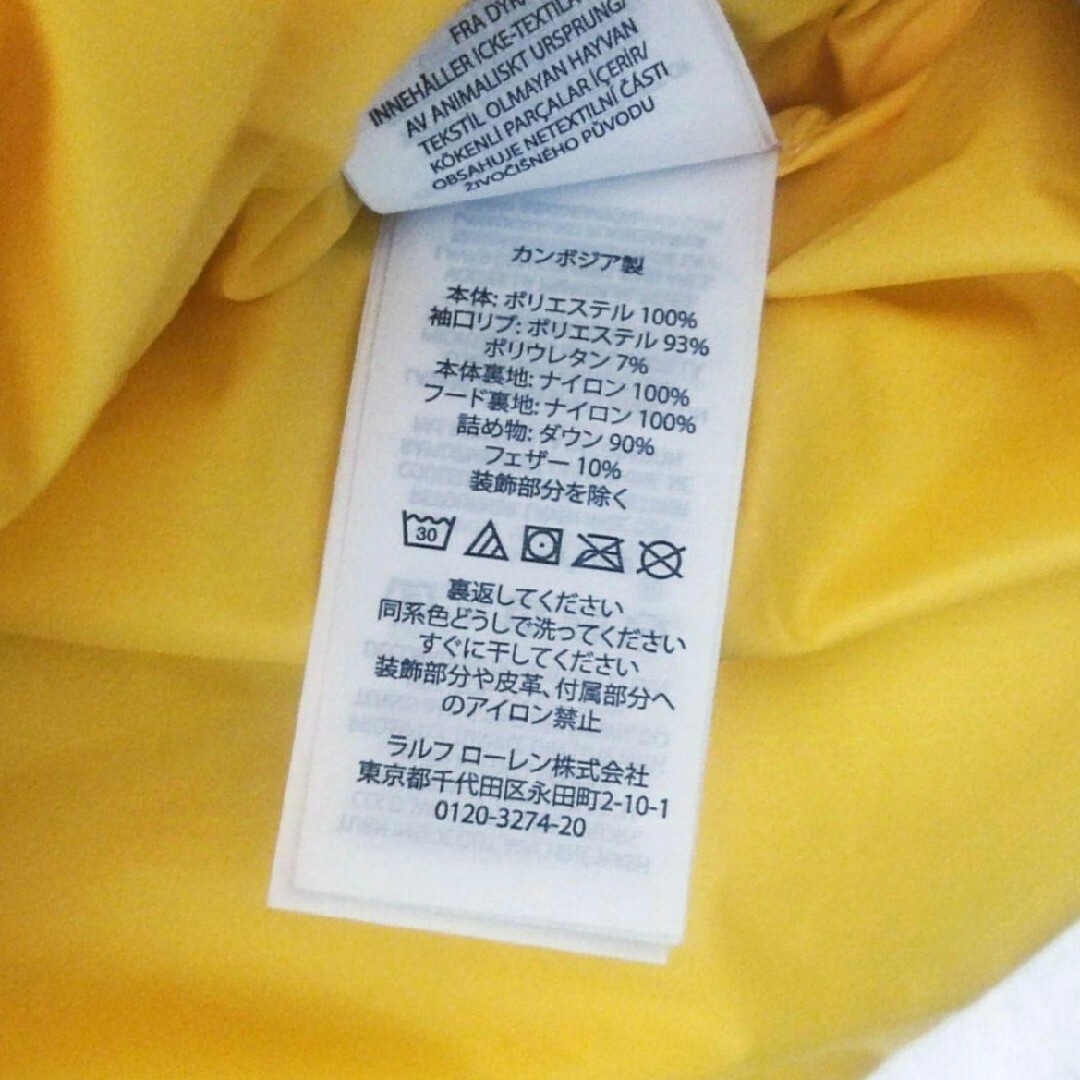 FRA DYR
INNEHÅLLER ICKE-TEXTILA
AV ANIMALISKT URSPRUNG/
TEKSTİL OLMAYAN HAYVAN
KÖKENLİ PARÇALAR İÇERİR/
OBSAHUJE NETEXTILNÍ ČÁSTI
ŽIVOČIŠNÉHO PŮVODU
カンボジア製
本体: ポリエステル 100%
袖口リブ: ポリエステル 93%
ポリウレタン 7%
本体裏地: ナイロン 100%
フード裏地: ナイロン 100%
詰め物: ダウン 90%
フェザー 10%
装飾部分を除く
30
裏返してください
同系色どうしで洗ってください
すぐに干してください
装飾部分や皮革、付属部分へ
のアイロン禁止
ラルフ ローレン株式会社
東京都千代田区永田町2-10-1
0120-3274-20